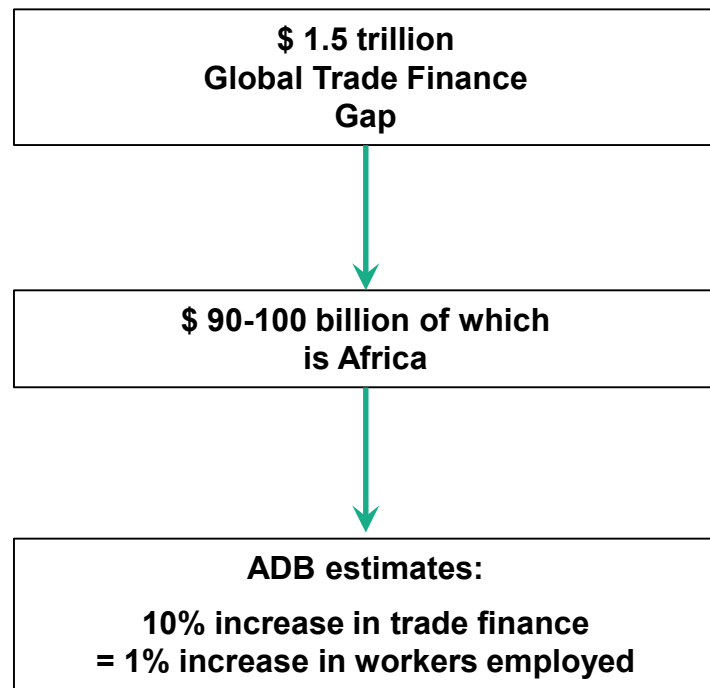 $ 1.5 trillion
Global Trade Finance
Gap
$ 90-100 billion of which
is Africa
ADB estimates:
10% increase in trade finance
= 1% increase in workers employed